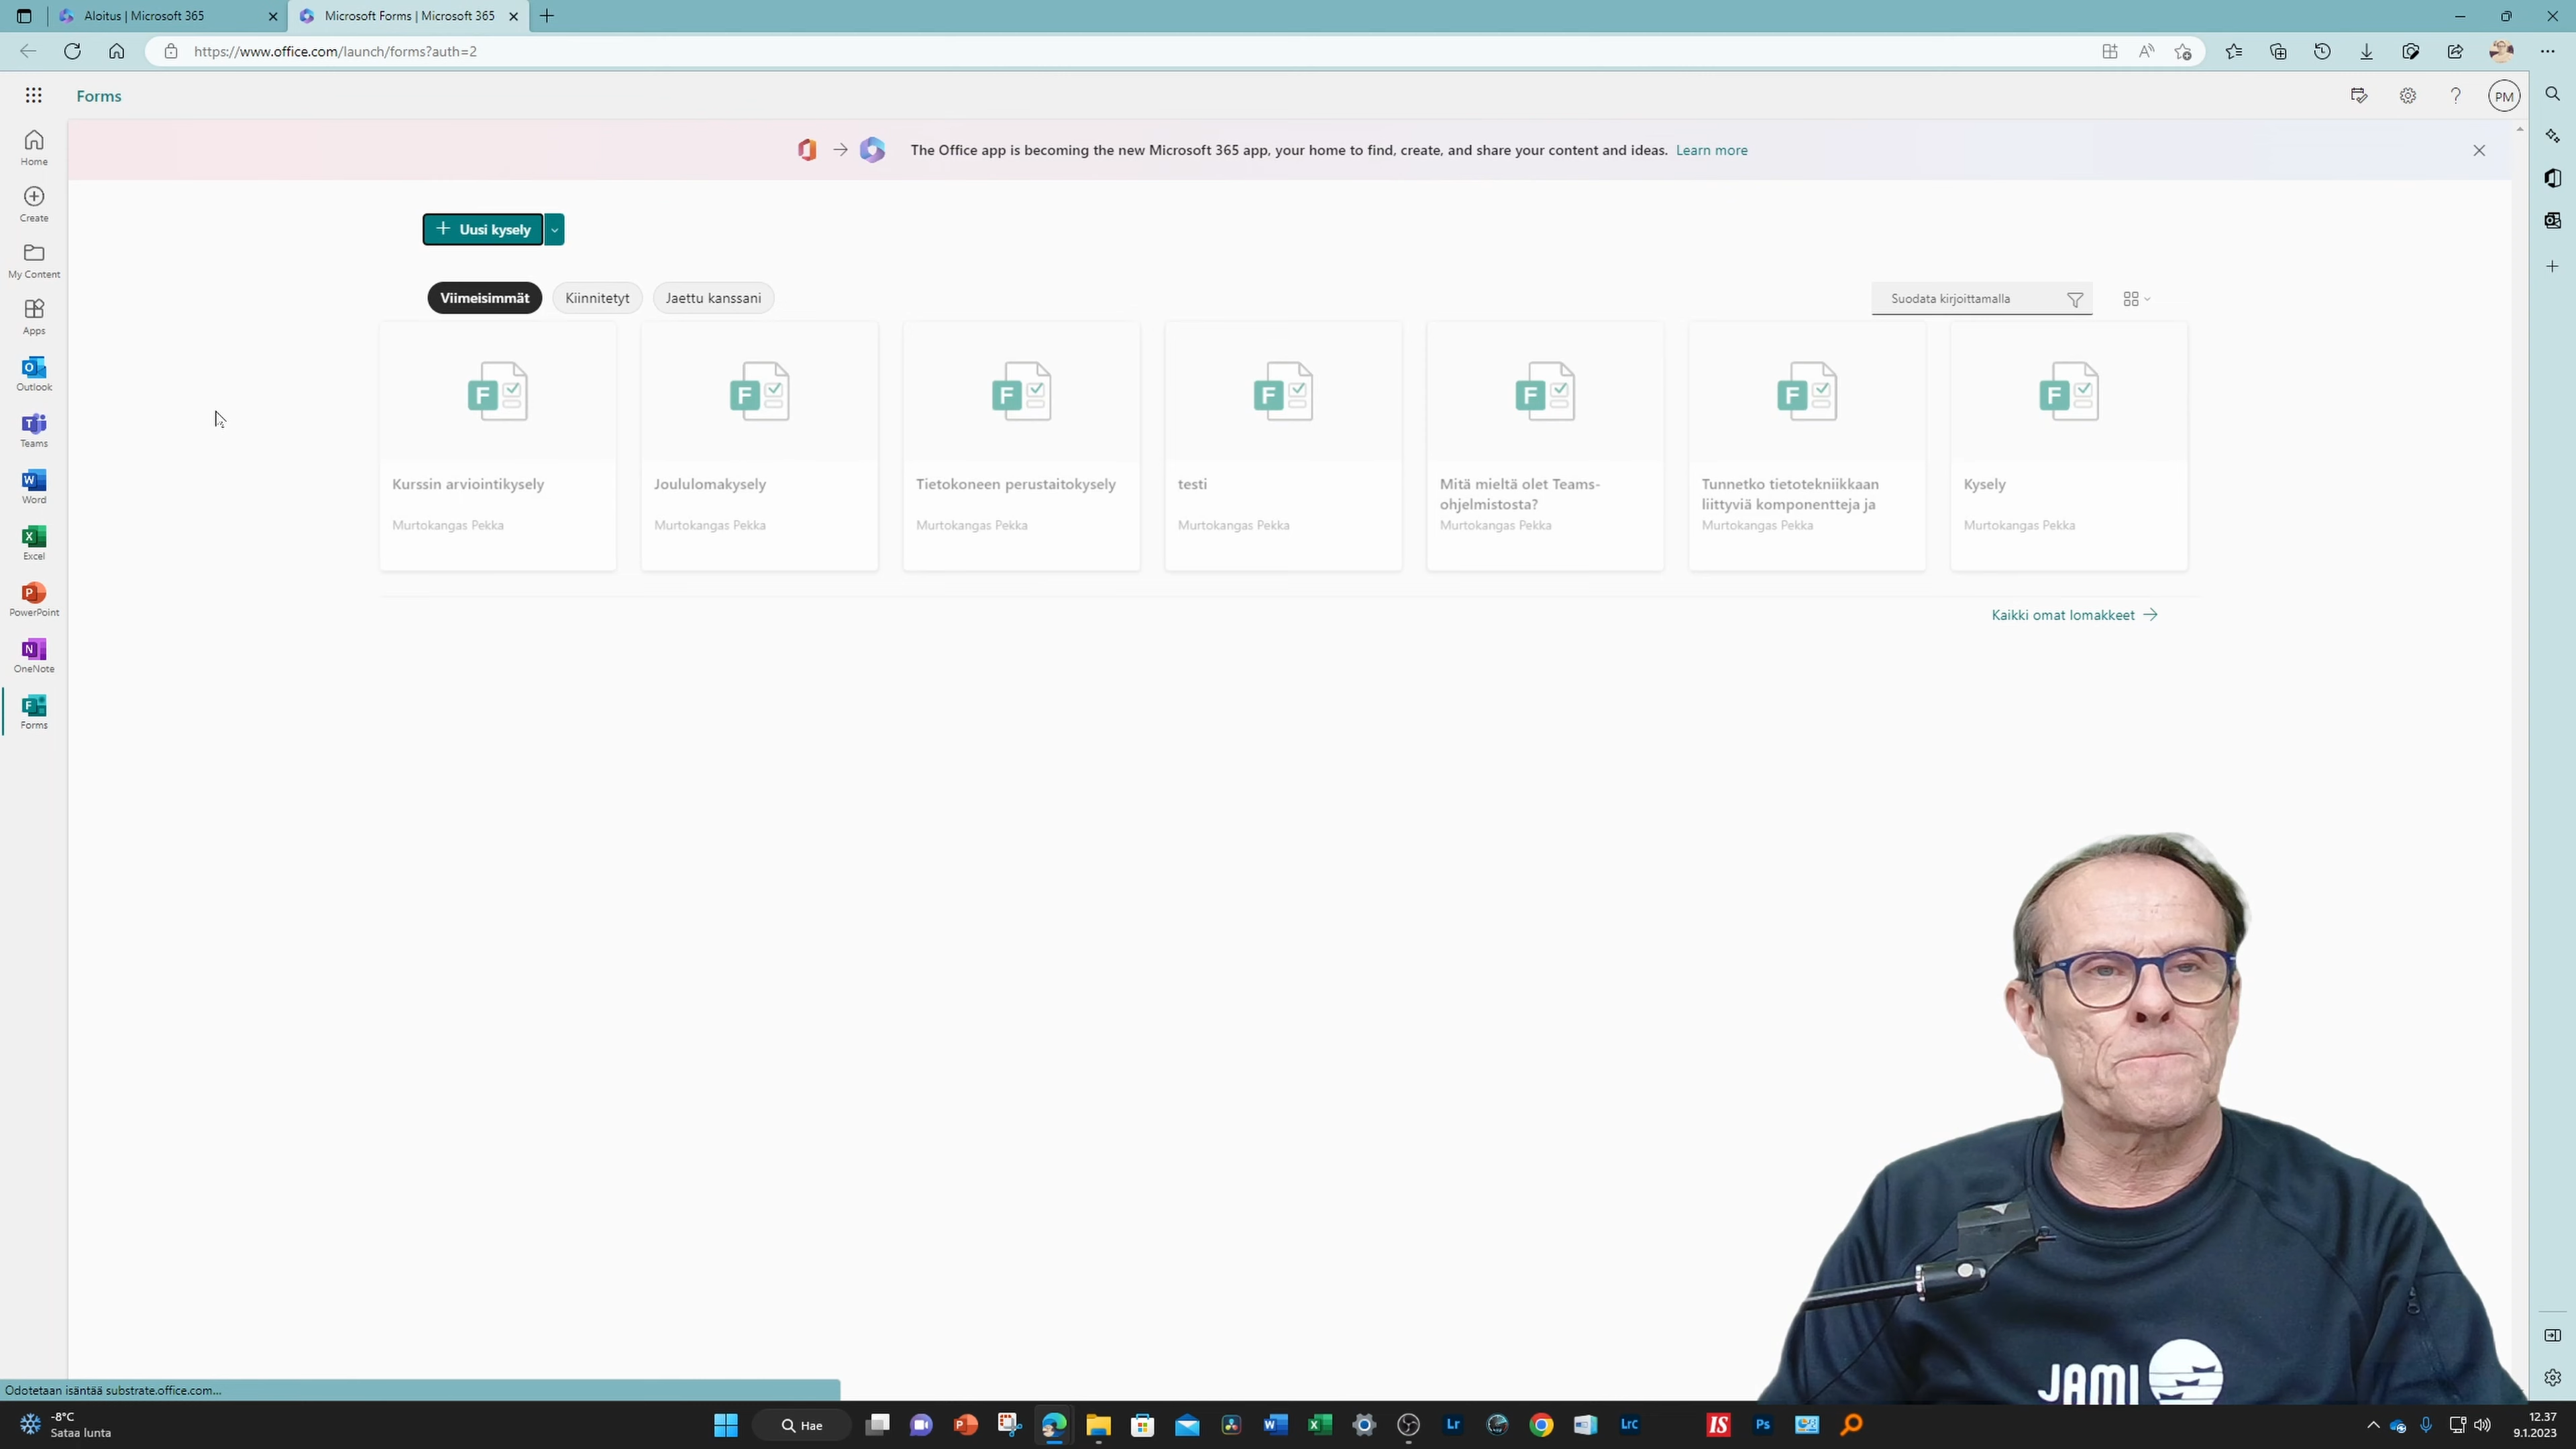 Aloitus | Microsoft 365
Microsoft Forms | Microsoft 365
https://www.office.com/launch/forms?auth=2
Forms
PM
The Office app is becoming the new Microsoft 365 app, your home to find, create, and share your content and ideas. Learn more
Home
Create
My Content
Apps
Outlook
Teams
Word
Excel
PowerPoint
OneNote
Forms
+ Uusi kysely
Viimeisimmät
Kiinnitetyt
Jaettu kanssani
Suodata kirjoittamalla
Kurssin arviointikysely
Murtokangas Pekka
Joululomakysely
Murtokangas Pekka
Tietokoneen perustaitokysely
Murtokangas Pekka
testi
Murtokangas Pekka
Mitä mieltä olet Teams-
ohjelmistosta?
Murtokangas Pekka
Tunnetko tietotekniikkaan
liittyviä komponentteja ja
Murtokangas Pekka
Kysely
Murtokangas Pekka
Kaikki omat lomakkeet
JAMI
Odotetaan isäntää substrate.office.com...
-8°C
Sataa lunta
Hae
Lr
LrC
IS
Ps
12.37
9.1.2023